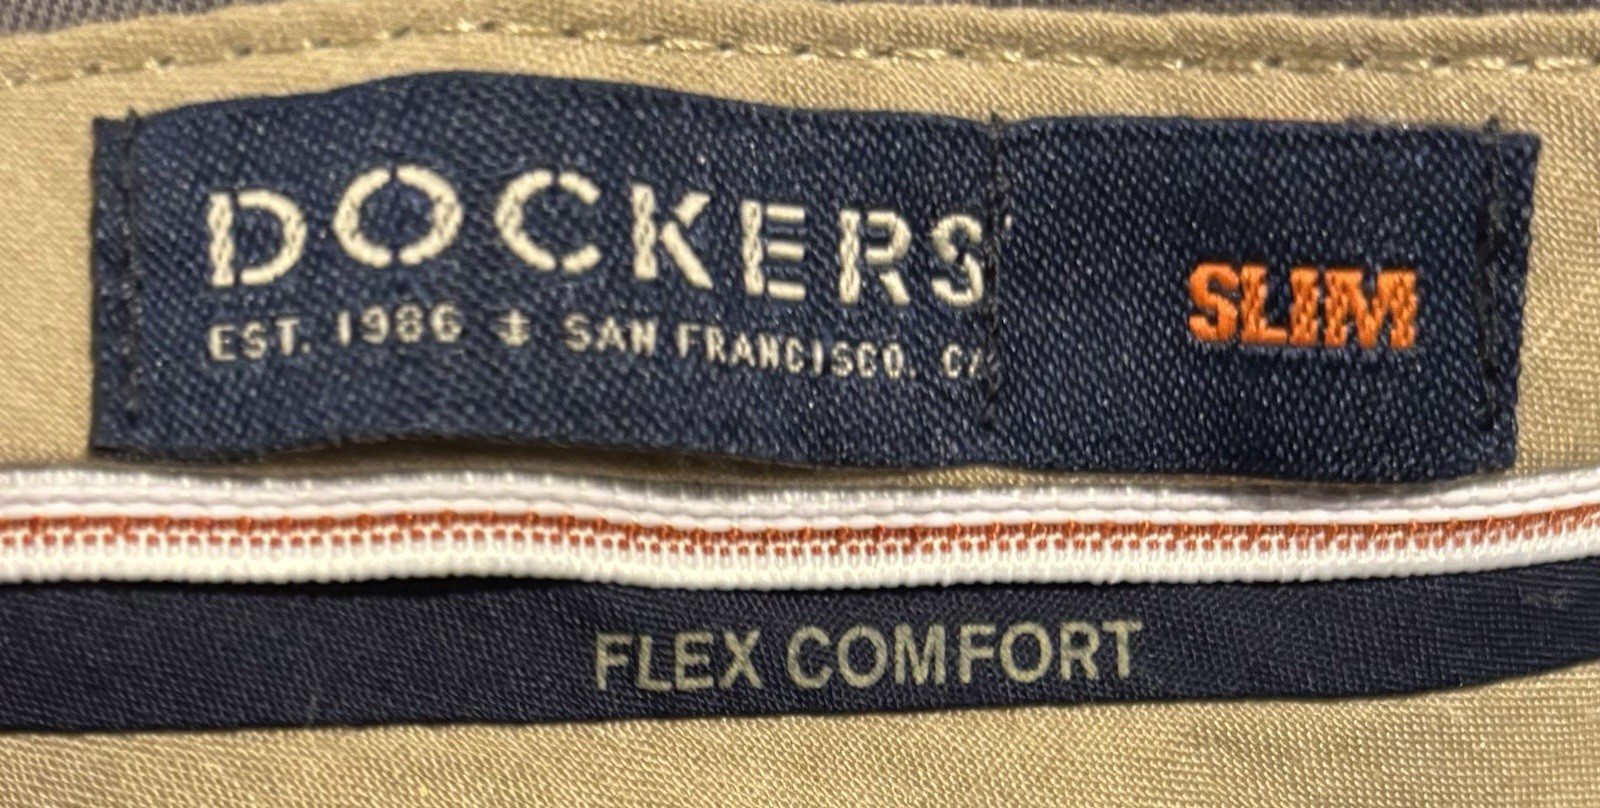 DOCKERS
EST. 1986 SAN FRANCISCO, CA
SLIM
FLEX COMFORT